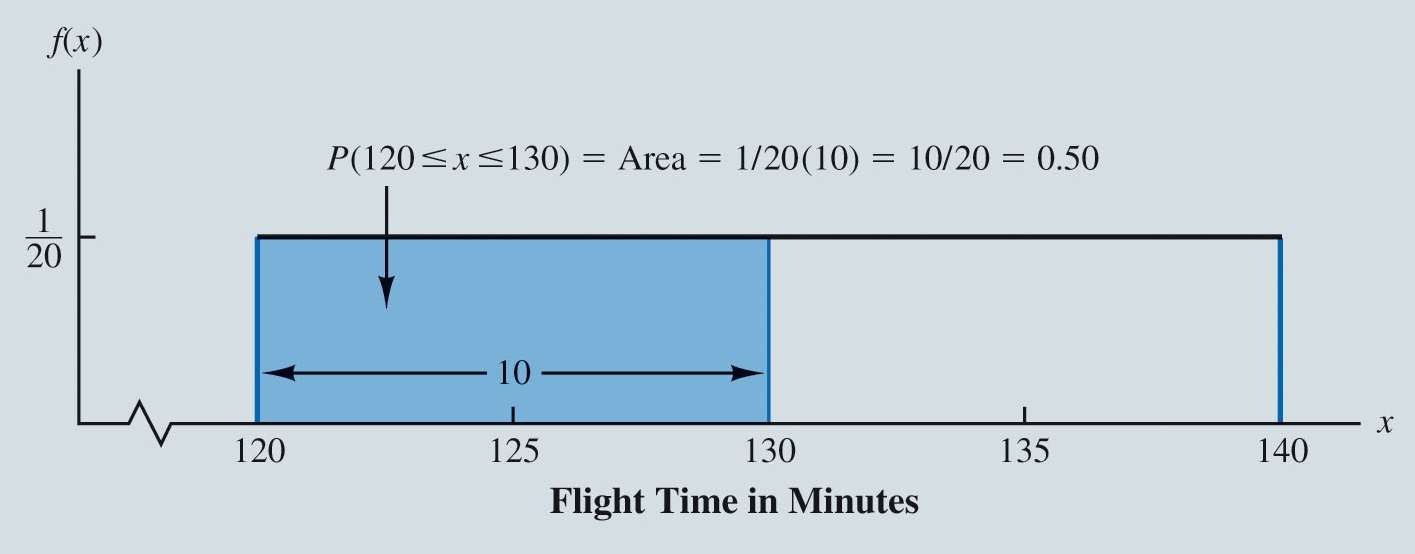 f(x)
P(120≤x≤130) = Area = 1/20(10) = 10/20 = 0.50
1
20
10
x
120 125 130 135 140
Flight Time in Minutes